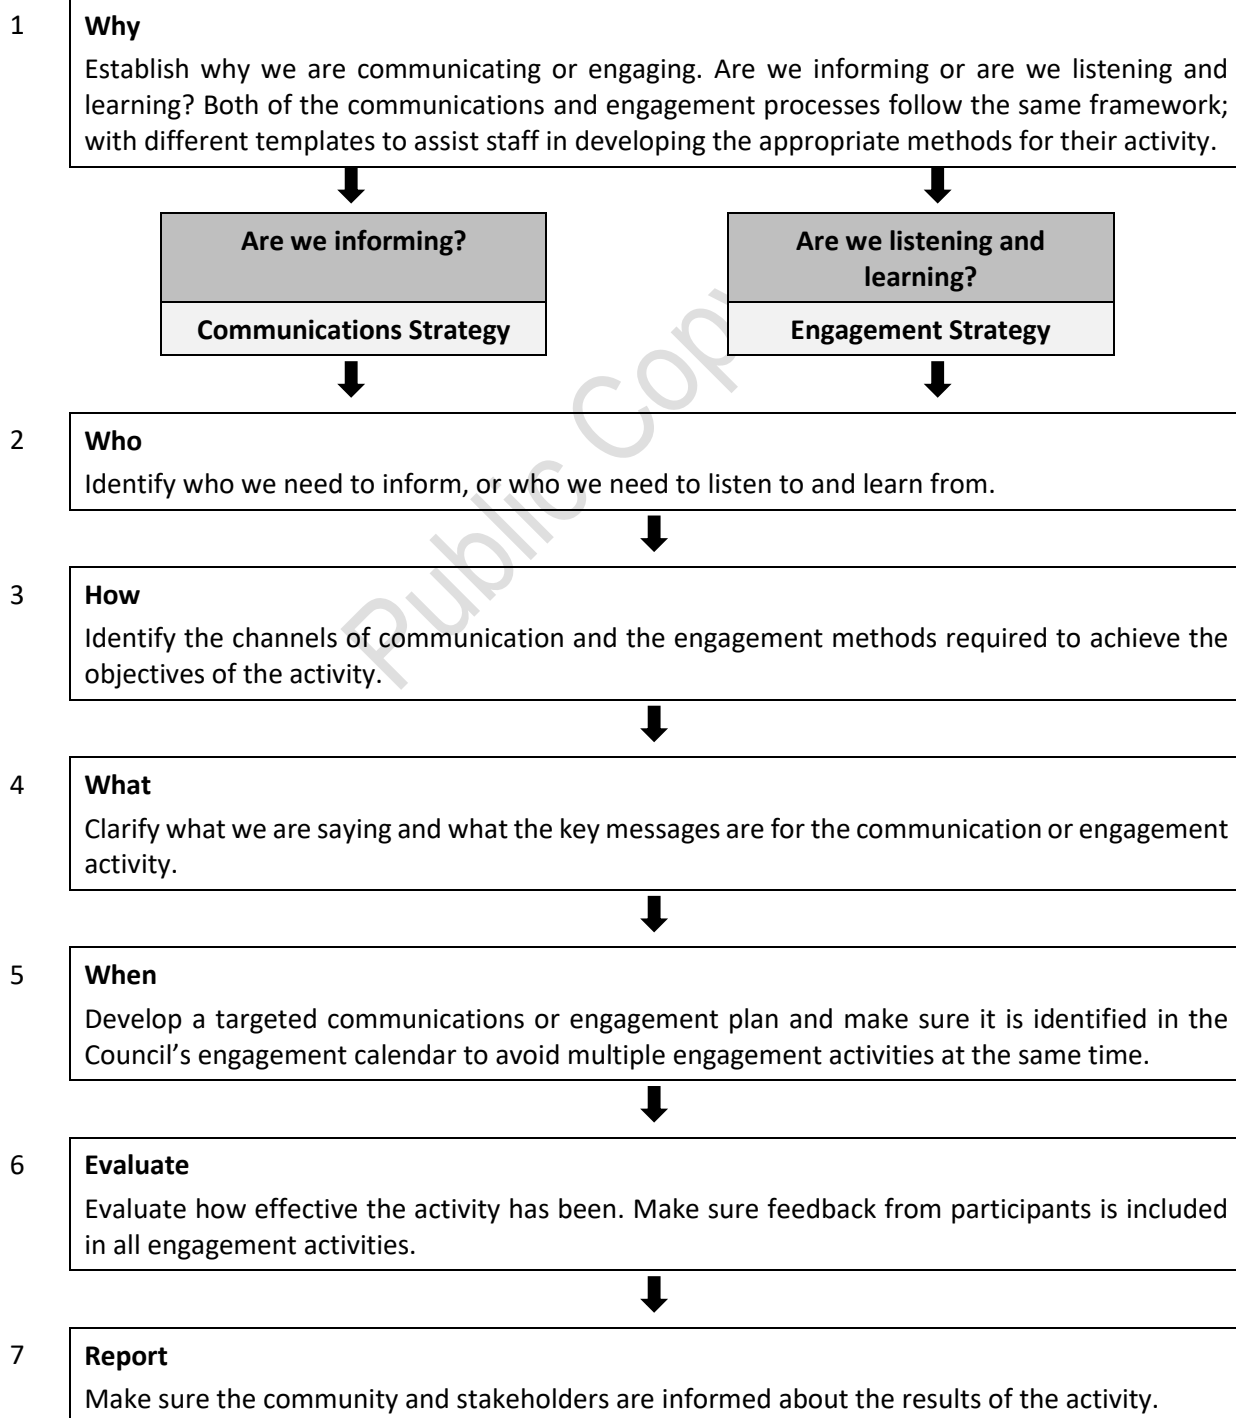 1
Why
Establish why we are communicating or engaging. Are we informing or are we listening and
learning? Both of the communications and engagement processes follow the same framework;
with different templates to assist staff in developing the appropriate methods for their activity.
Are we informing?
Communications Strategy
Are we listening and
learning?
Engagement Strategy
Public Copy
2
Who
Identify who we need to inform, or who we need to listen to and learn from.
3
How
Identify the channels of communication and the engagement methods required to achieve the
objectives of the activity.
4
What
Clarify what we are saying and what the key messages are for the communication or engagement
activity.
5
When
Develop a targeted communications or engagement plan and make sure it is identified in the
Council’s engagement calendar to avoid multiple engagement activities at the same time.
6
Evaluate
Evaluate how effective the activity has been. Make sure feedback from participants is included
in all engagement activities.
7
Report
Make sure the community and stakeholders are informed about the results of the activity.